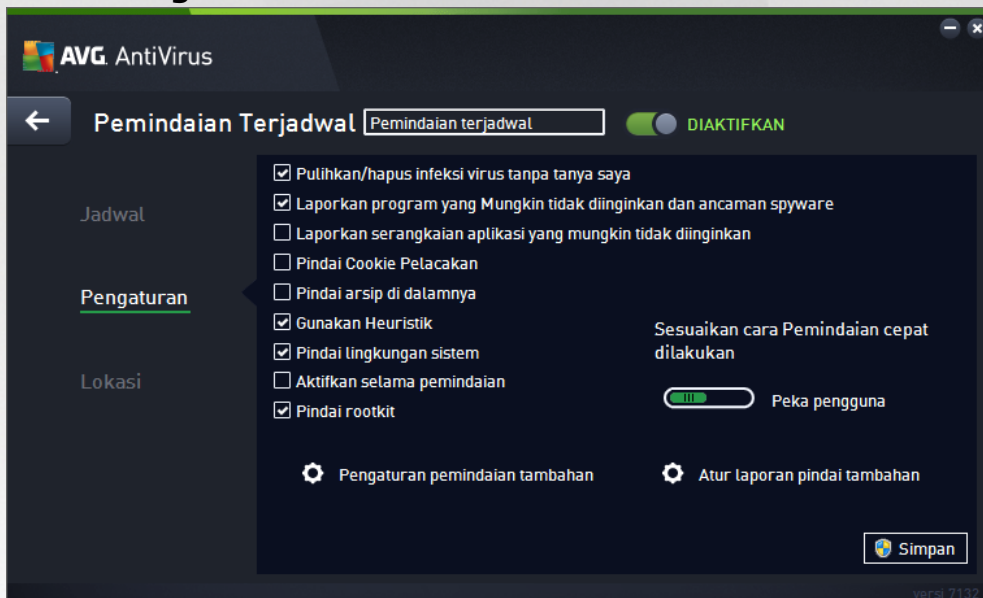 AVG. AntiVirus
Pemindaian Terjadwal Pemindaian terjadwal DIAKTIFKAN
Jadwal
Pengaturan
Lokasi
Pulihkan/hapus infeksi virus tanpa tanya saya
Laporkan program yang Mungkin tidak diinginkan dan ancaman spyware
Laporkan serangkaian aplikasi yang mungkin tidak diinginkan
Pindai Cookie Pelacakan
Pindai arsip di dalamnya
Gunakan Heuristik
Pindai lingkungan sistem
Aktifkan selama pemindaian
Pindai rootkit
Sesuaikan cara Pemindaian cepat
dilakukan
Peka pengguna
Pengaturan pemindaian tambahan
Atur laporan pindai tambahan
Simpan
versi 7132